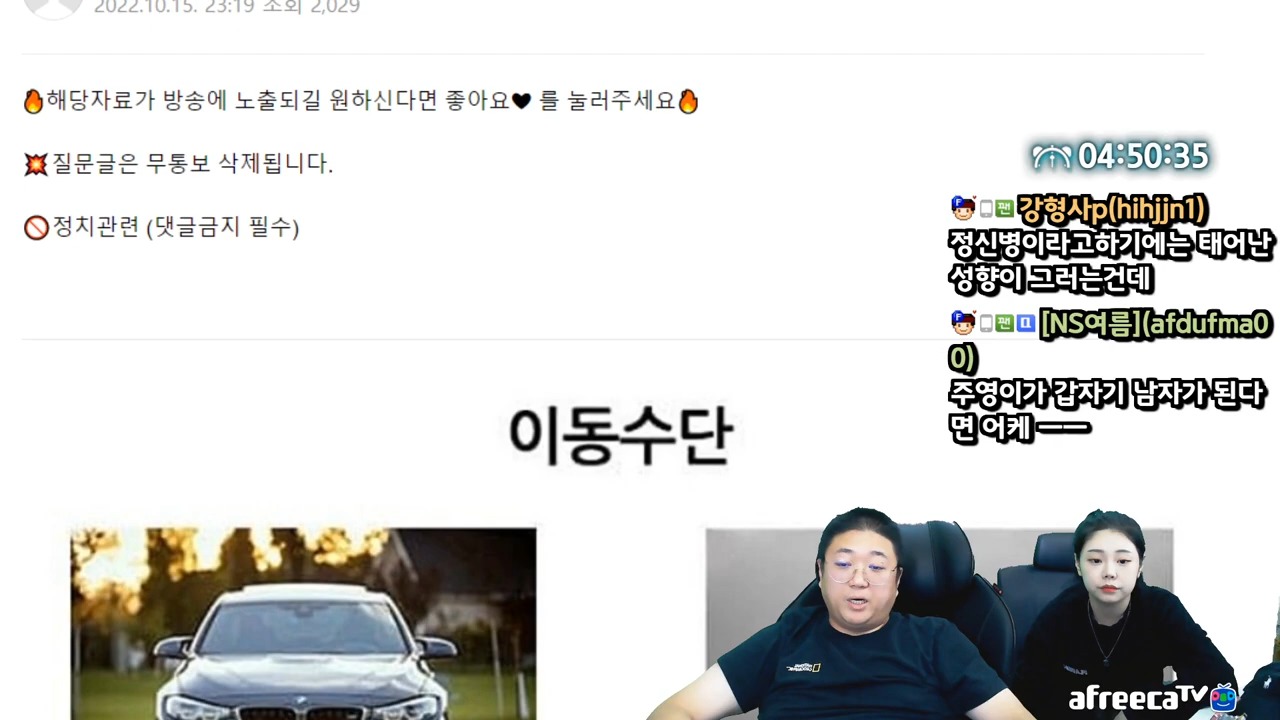 2022.10.15. 23:19 조회 2,029
🔥해당자료가 방송에 노출되길 원하신다면 좋아요🖤 를 눌러주세요🔥
💥질문글은 무통보 삭제됩니다.
🚫정치관련 (댓글금지 필수)
04:50:35
강형사p(hihjjn1)
정신병이라고하기에는 태어난
성향이 그러는건데
[NS여름](afdufma0
0)
주영이가 갑자기 남자가 된다
면 어케 ㅡㅡ
이동수단
afreecaTV